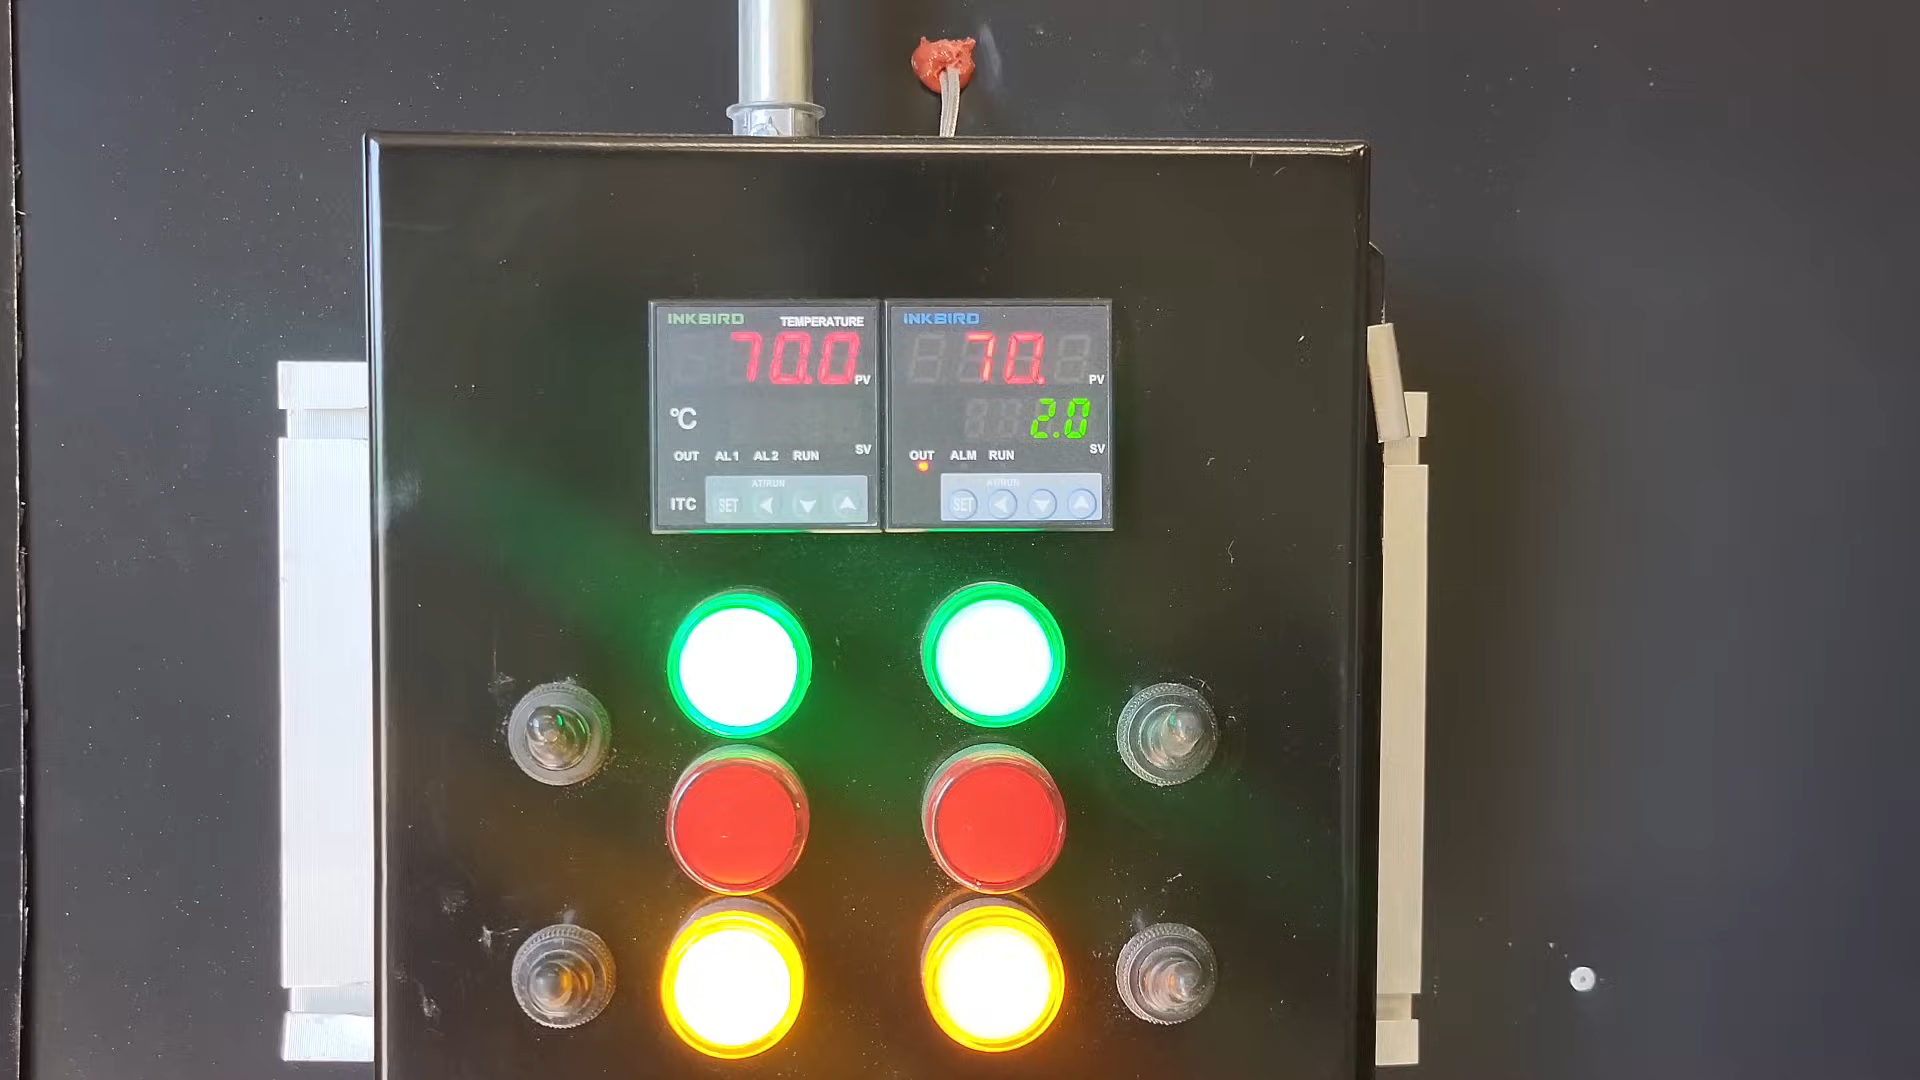 INKBIRD TEMPERATURE
70.0 PV
°C
SV
OUT AL1 AL2 RUN
AT/RUN
ITC SET
INKBIRD
70. PV
2.0
SV
OUT ALM RUN
AT/RUN
SET